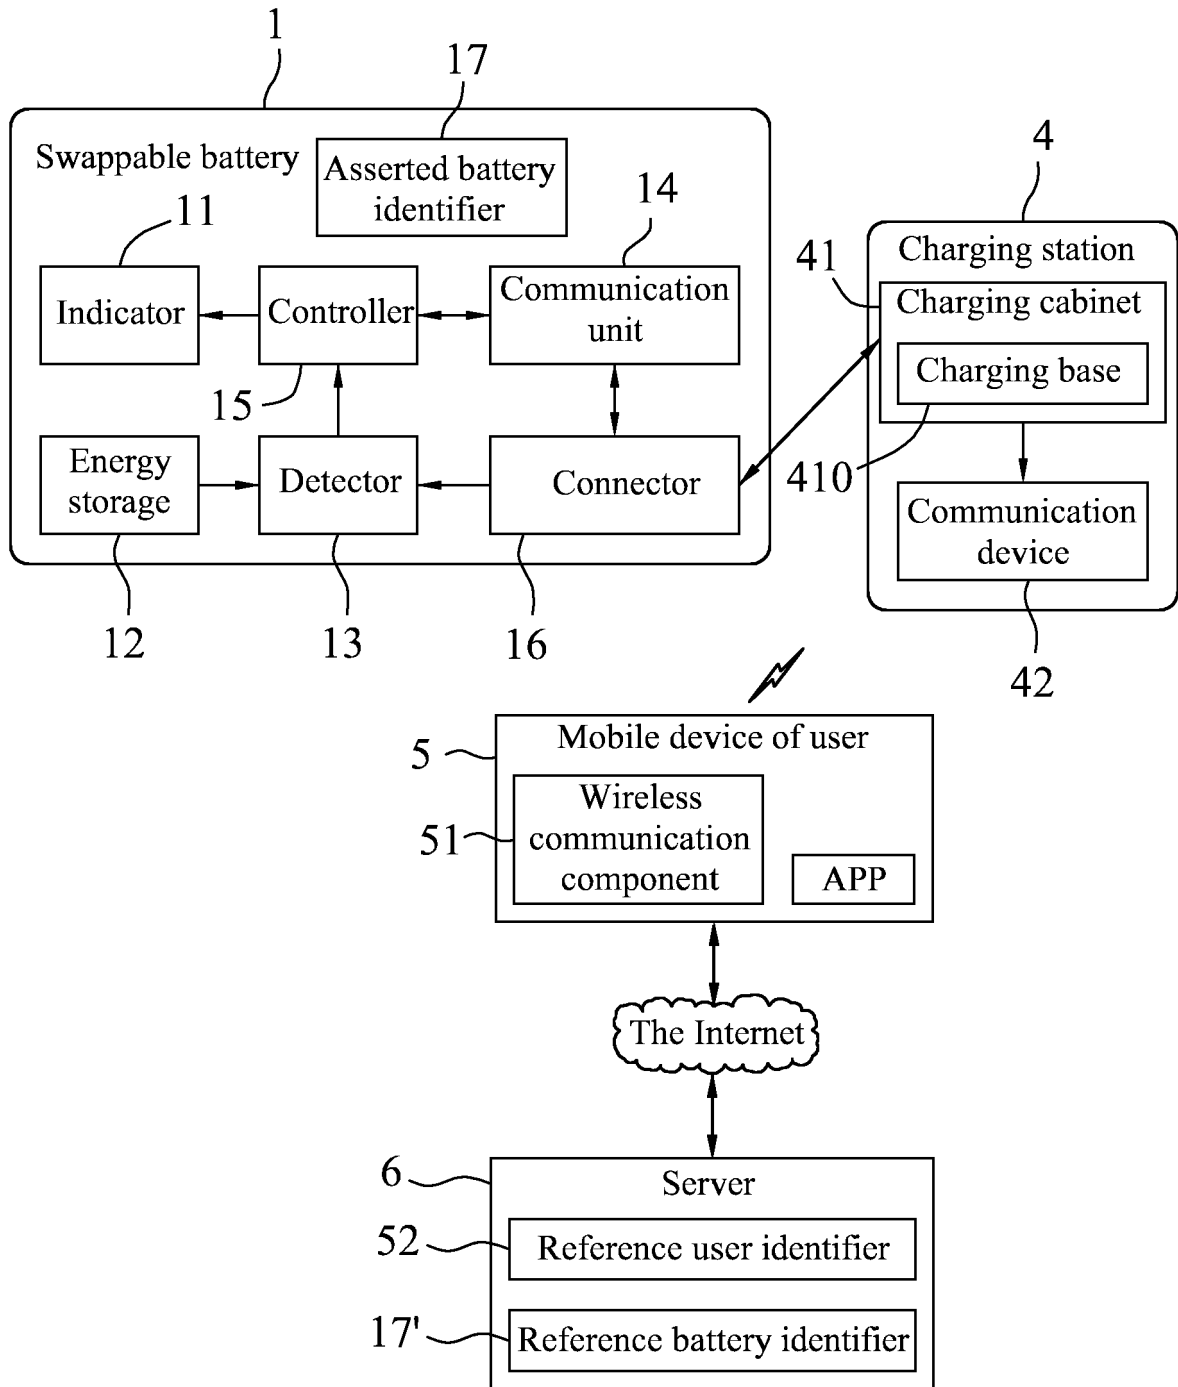 1
17
Swappable battery
Asserted battery
identifier
11
14
Indicator
Controller
Communication
unit
15
Energy
storage
Detector
Connector
12
13
16
4
Charging station
41
Charging cabinet
Charging base
410
Communication
device
42
5
Mobile device of user
51
Wireless
communication
component
APP
The Internet
6
Server
52
Reference user identifier
17'
Reference battery identifier